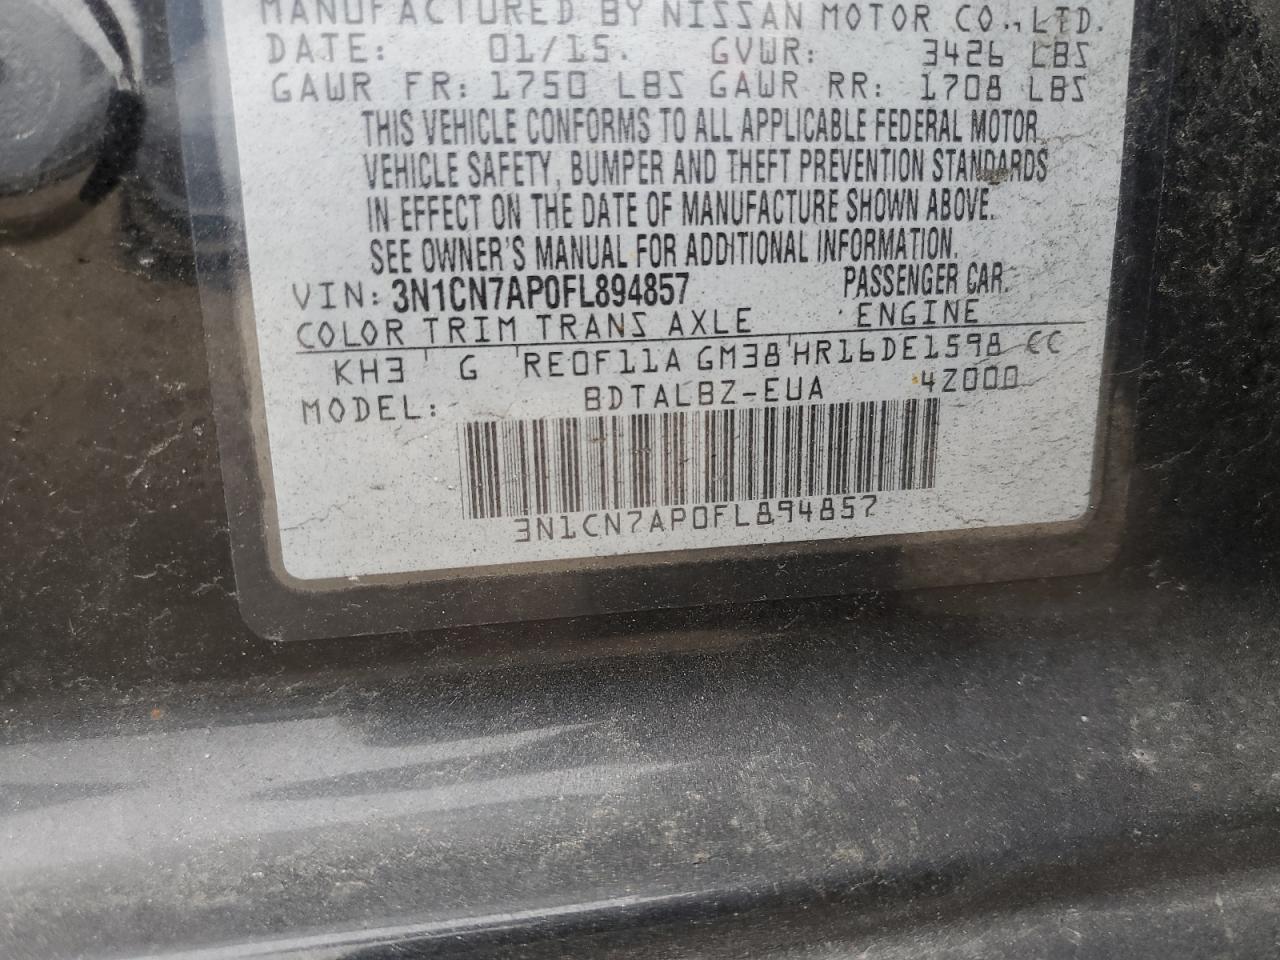 MANUFACTURED BY NISSAN MOTOR CO.,LTD.
DATE: 01/15. GVWR: 3426 LBS
GAWR FR: 1750 LBS GAWR RR: 1708 LBS
THIS VEHICLE CONFORMS TO ALL APPLICABLE FEDERAL MOTOR
VEHICLE SAFETY, BUMPER AND THEFT PREVENTION STANDARDS
IN EFFECT ON THE DATE OF MANUFACTURE SHOWN ABOVE.
SEE OWNER'S MANUAL FOR ADDITIONAL INFORMATION.
VIN: 3N1CN7AP0FL894857 PASSENGER CAR.
COLOR TRIM TRANS AXLE ENGINE
KH3 G RE0F11A GM38 HR16DE1598 CC
MODEL: BDTALBZ-EUA 42000
3N1CN7AP0FL894857